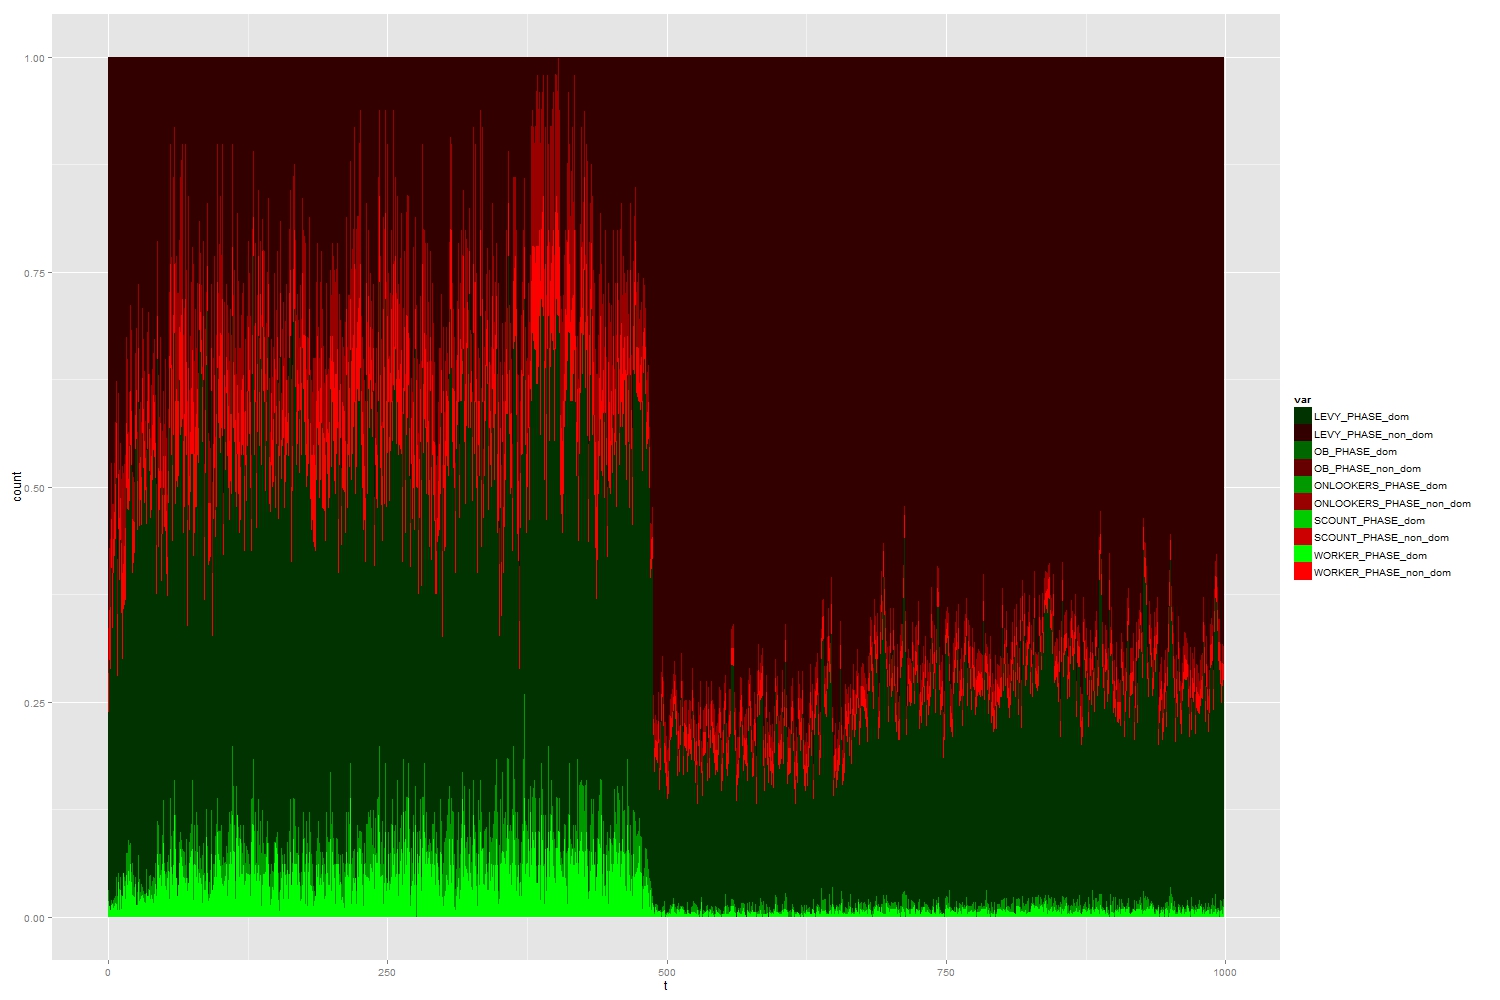 1.00
0.75
0.50
0.25
0.00
count
0
250
500
750
1000
t
var
LEVY_PHASE_dom
LEVY_PHASE_non_dom
OB_PHASE_dom
OB_PHASE_non_dom
ONLOOKERS_PHASE_dom
ONLOOKERS_PHASE_non_dom
SCOUNT_PHASE_dom
SCOUNT_PHASE_non_dom
WORKER_PHASE_dom
WORKER_PHASE_non_dom